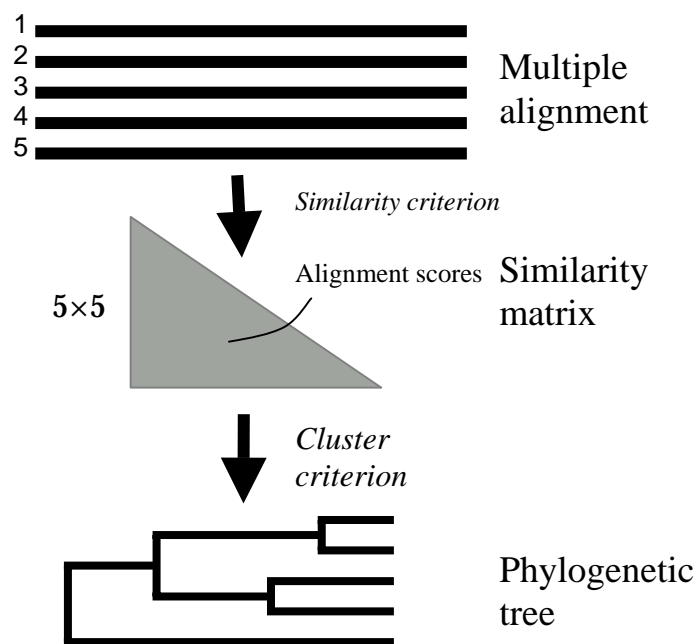 1
2
3
4
5
Multiple
alignment
Similarity criterion
Alignment scores
5×5
Similarity
matrix
Cluster
criterion
Phylogenetic
tree